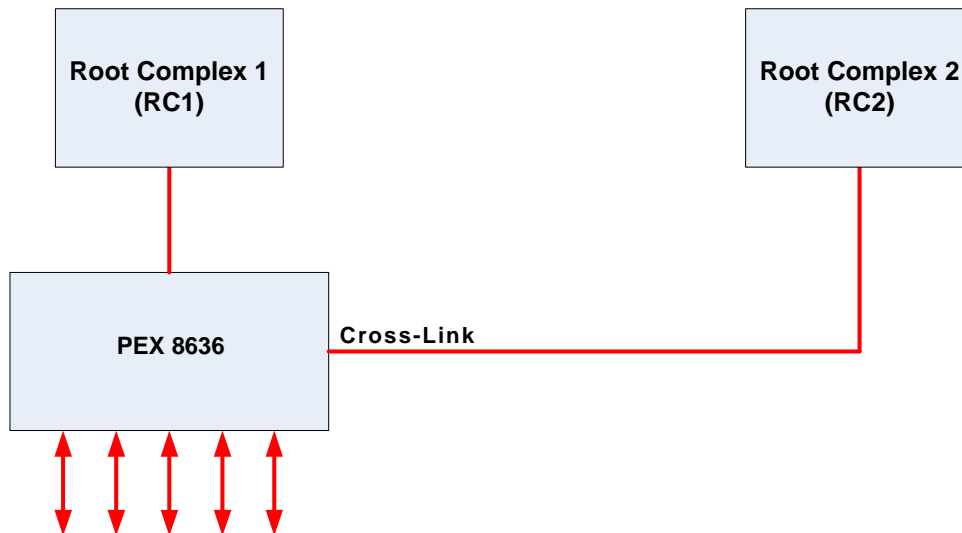 Root Complex 1
(RC1)
Root Complex 2
(RC2)
PEX 8636
Cross-Link